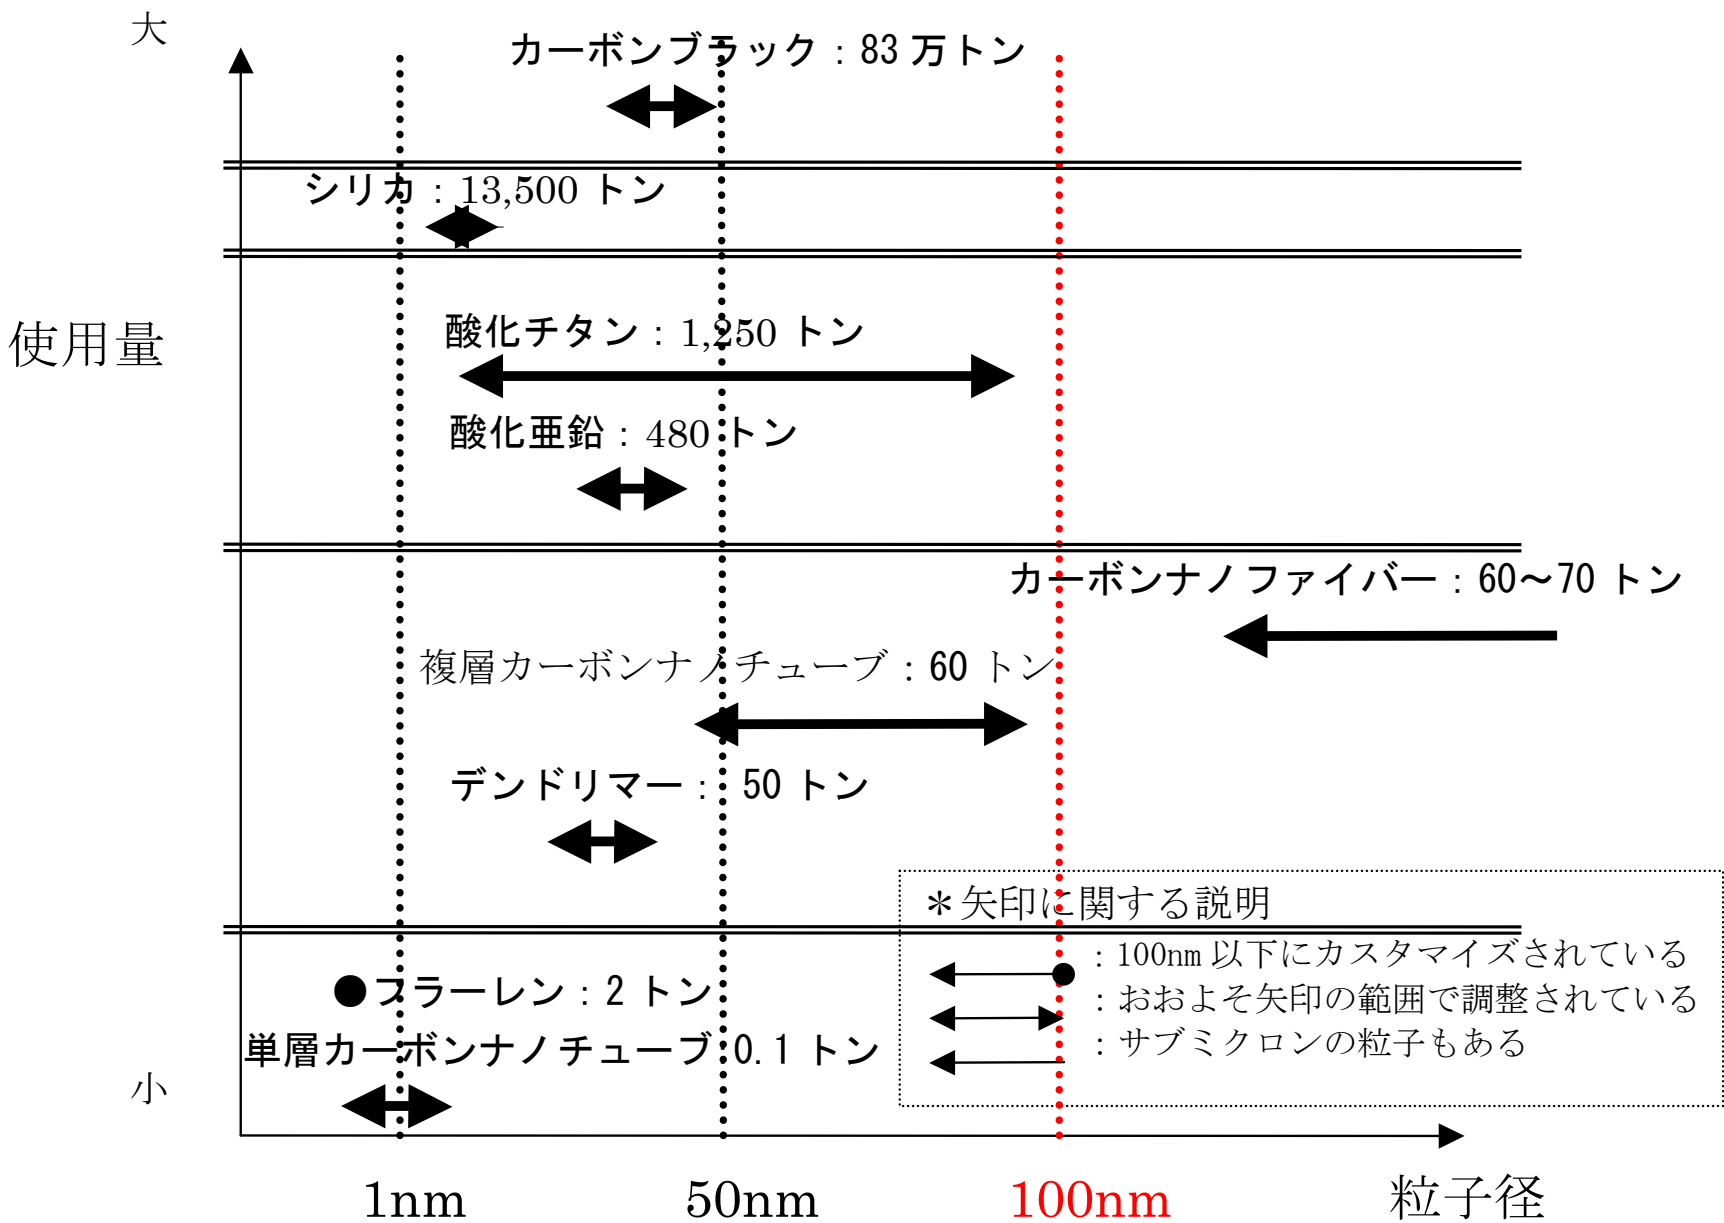 大
カーボンブラック：83 万トン
シリカ：13,500 トン
使用量
酸化チタン：1,250 トン
酸化亜鉛：480 トン
カーボンナノファイバー：60～70 トン
複層カーボンナノチューブ：60 トン
デンドリマー： 50 トン
＊矢印に関する説明
：100nm 以下にカスタマイズされている
：おおよそ矢印の範囲で調整されている
：サブミクロンの粒子もある
●フラーレン：2 トン
単層カーボンナノチューブ：0.1 トン
小
1nm
50nm
100nm
粒子径